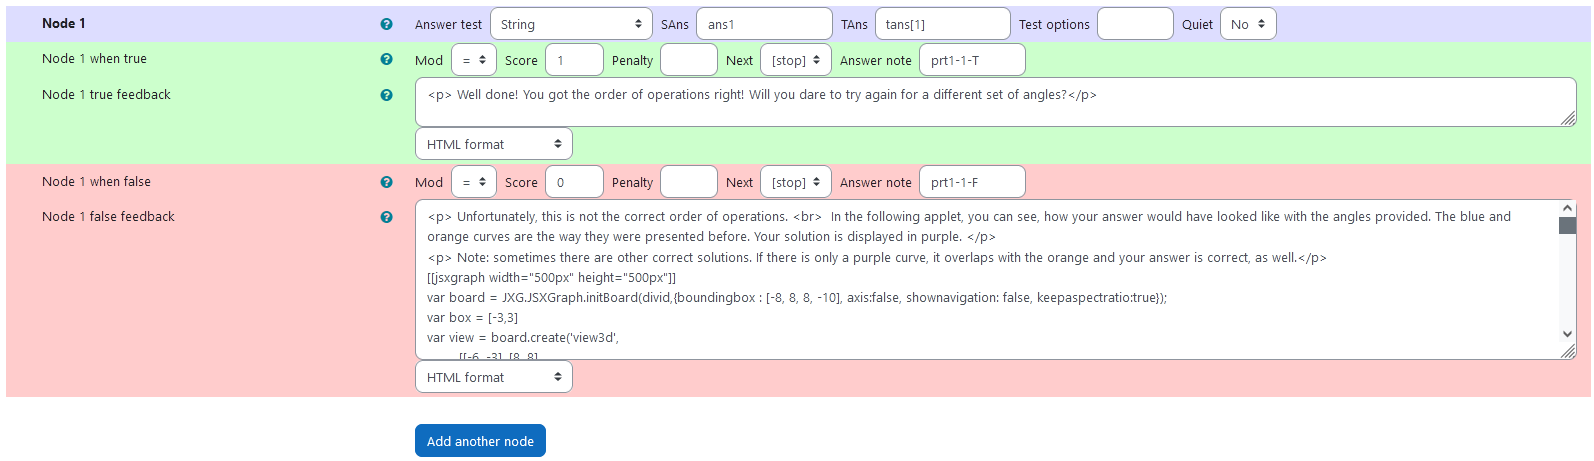 Node 1 Answer test String SAns ans1 TAns tans[1] Test options Quiet No
Node 1 when true Mod = Score 1 Penalty Next [stop] Answer note prt1-1-T
Node 1 true feedback <p> Well done! You got the order of operations right! Will you dare to try again for a different set of angles?</p>
HTML format
Node 1 when false Mod = Score 0 Penalty Next [stop] Answer note prt1-1-F
Node 1 false feedback <p> Unfortunately, this is not the correct order of operations. <br>  In the following applet, you can see, how your answer would have looked like with the angles provided. The blue and
orange curves are the way they were presented before. Your solution is displayed in purple. </p>
<p> Note: sometimes there are other correct solutions. If there is only a purple curve, it overlaps with the orange and your answer is correct, as well.</p>
[[jsxgraph width="500px" height="500px"]]
var board = JXG.JSXGraph.initBoard(divid,{boundingbox : [-8, 8, 8, -10], axis:false, shownavigation: false, keepaspectratio:true});
var box = [-3,3]
var view = board.create('view3d',
[[-6, -3], [8, 8],
HTML format
Add another node